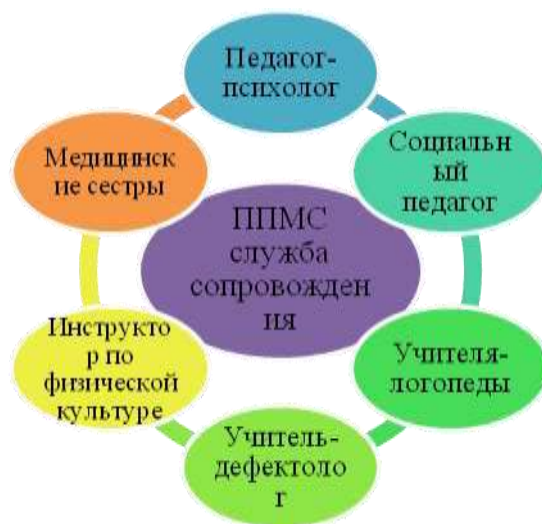 Педагог-
психолог
Социальн
ый
педагог
Учителя-
логопеды
Учитель-
дефектоло
г
Инструкто
р по
физической
культуре
Медицинск
ие сестры
ППМС
служба
сопровожден
ия